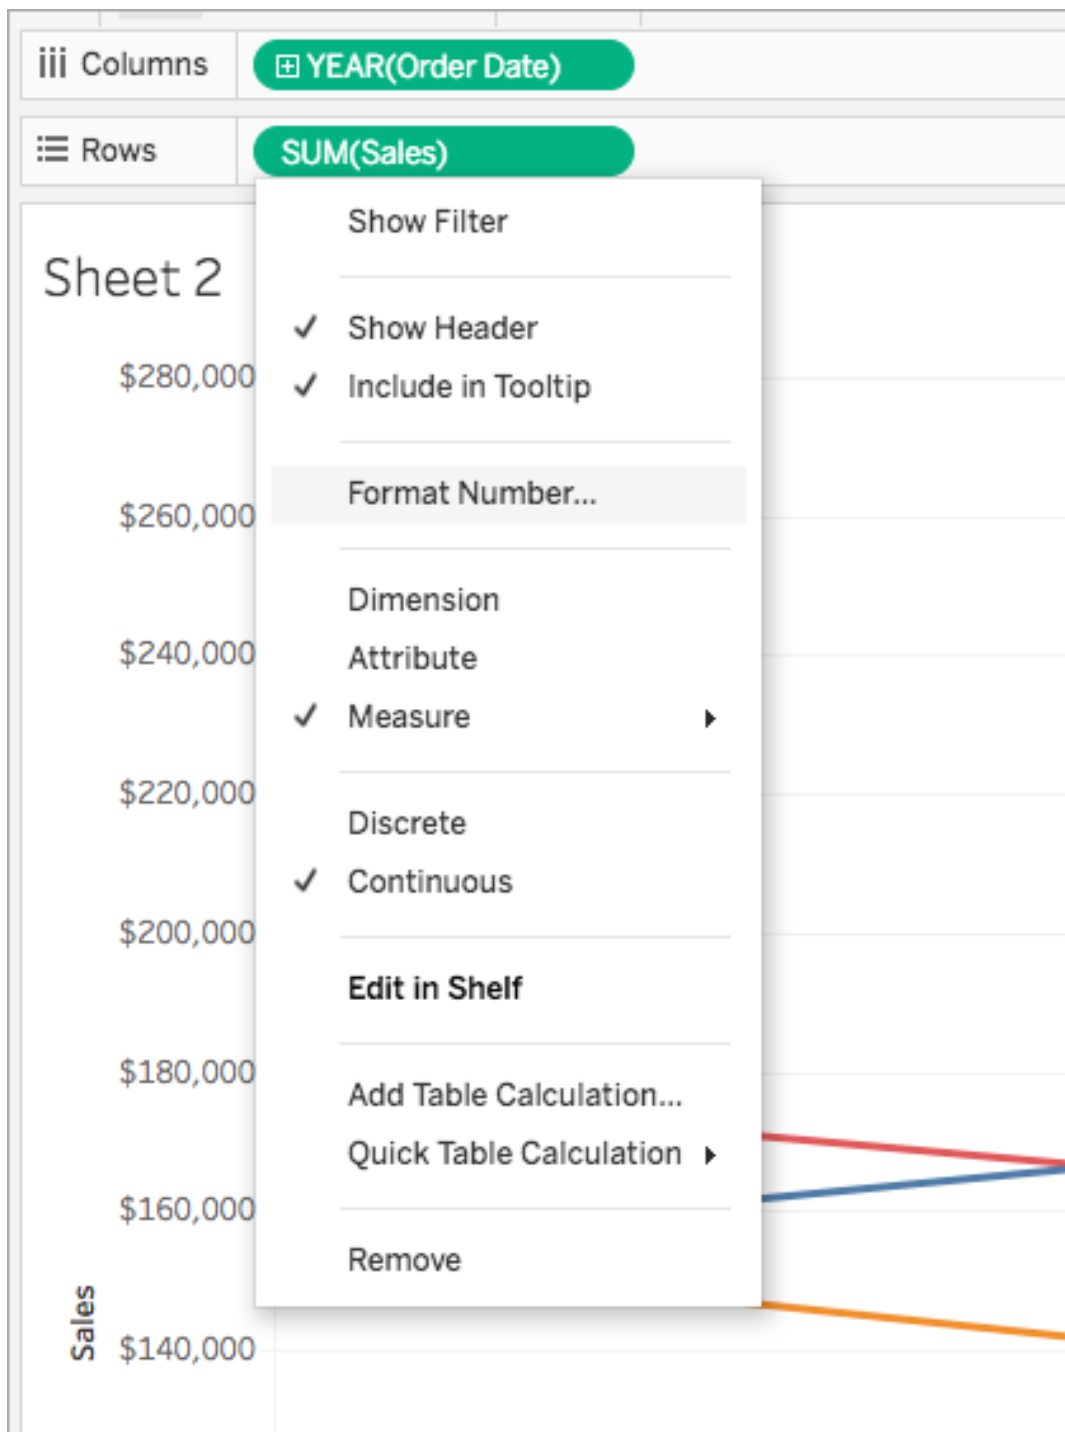 Columns
YEAR(Order Date)
Rows
SUM(Sales)
Show Filter
Sheet 2
Show Header
$280,000
Include in Tooltip
Format Number...
$260,000
Dimension
$240,000
Attribute
Measure
$220,000
Discrete
Continuous
$200,000
Edit in Shelf
$180,000
Add Table Calculation...
Quick Table Calculation
$160,000
Remove
Sales
$140,000